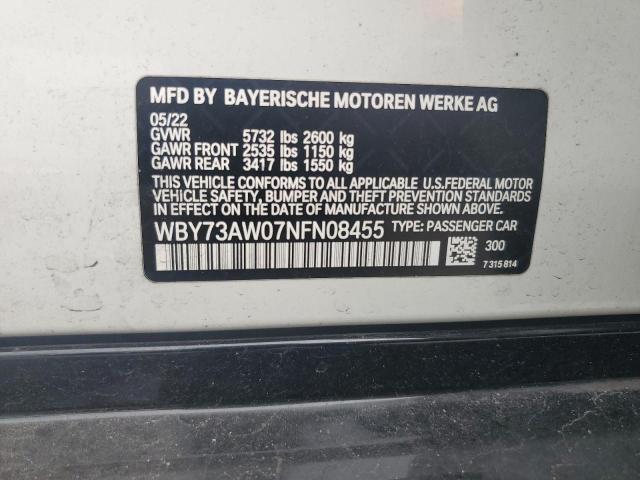 MFD BY BAYERISCHE MOTOREN WERKE AG
05/22
GVWR 5732 lbs 2600 kg
GAWR FRONT 2535 lbs 1150 kg
GAWR REAR 3417 lbs 1550 kg
THIS VEHICLE CONFORMS TO ALL APPLICABLE U.S.FEDERAL MOTOR
VEHICLE SAFETY, BUMPER AND THEFT PREVENTION STANDARDS
IN EFFECT ON THE DATE OF MANUFACTURE SHOWN ABOVE.
WBY73AW07NFN08455 TYPE: PASSENGER CAR
300
7 315 814